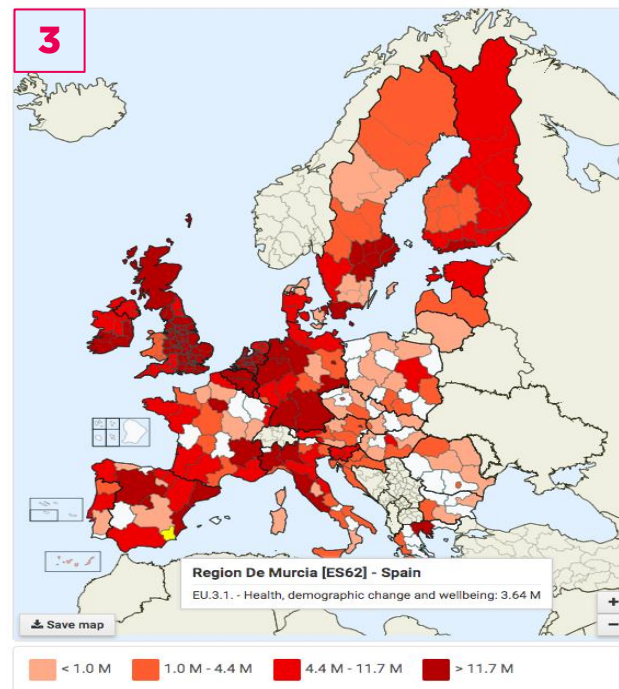 3
Region De Murcia [ES62] - Spain
EU.3.1. - Health, demographic change and wellbeing: 3.64 M
Save map
+
−
< 1.0 M
1.0 M - 4.4 M
4.4 M - 11.7 M
> 11.7 M